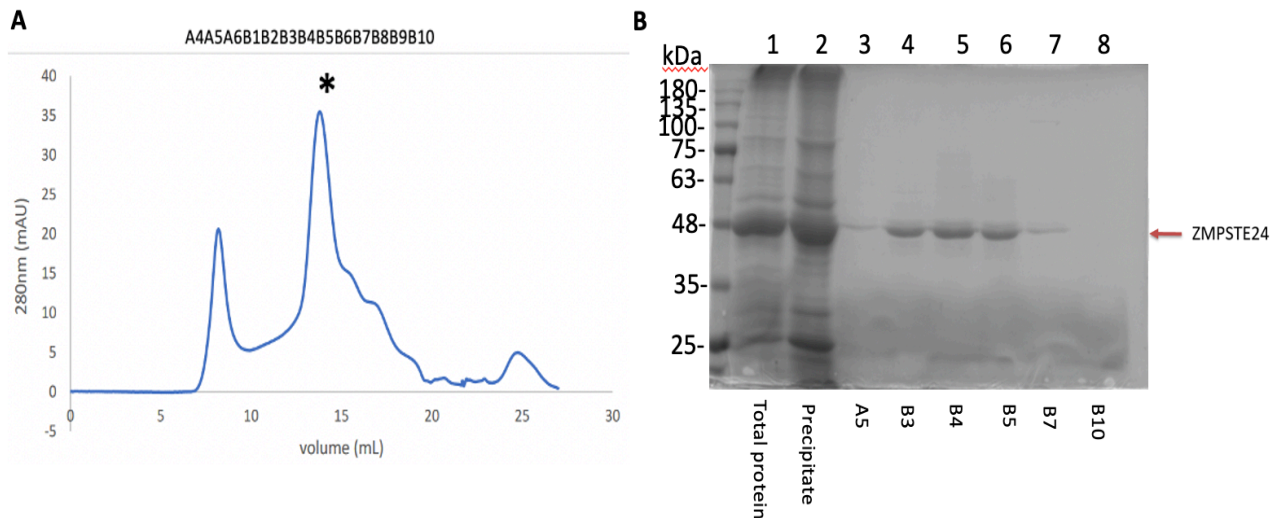 A
A4A5A6B1B2B3B4B5B6B7B8B9B10
*
40
35
30
25
20
15
10
5
0
-5
280nm (mAU)
0 5 10 15 20 25 30
volume (mL)
B
kDa
1 2 3 4 5 6 7 8
180-
135-
100-
75-
63-
48-
35-
25-
ZMPSTE24
Total protein
Precipitate
A5
B3
B4
B5
B7
B10